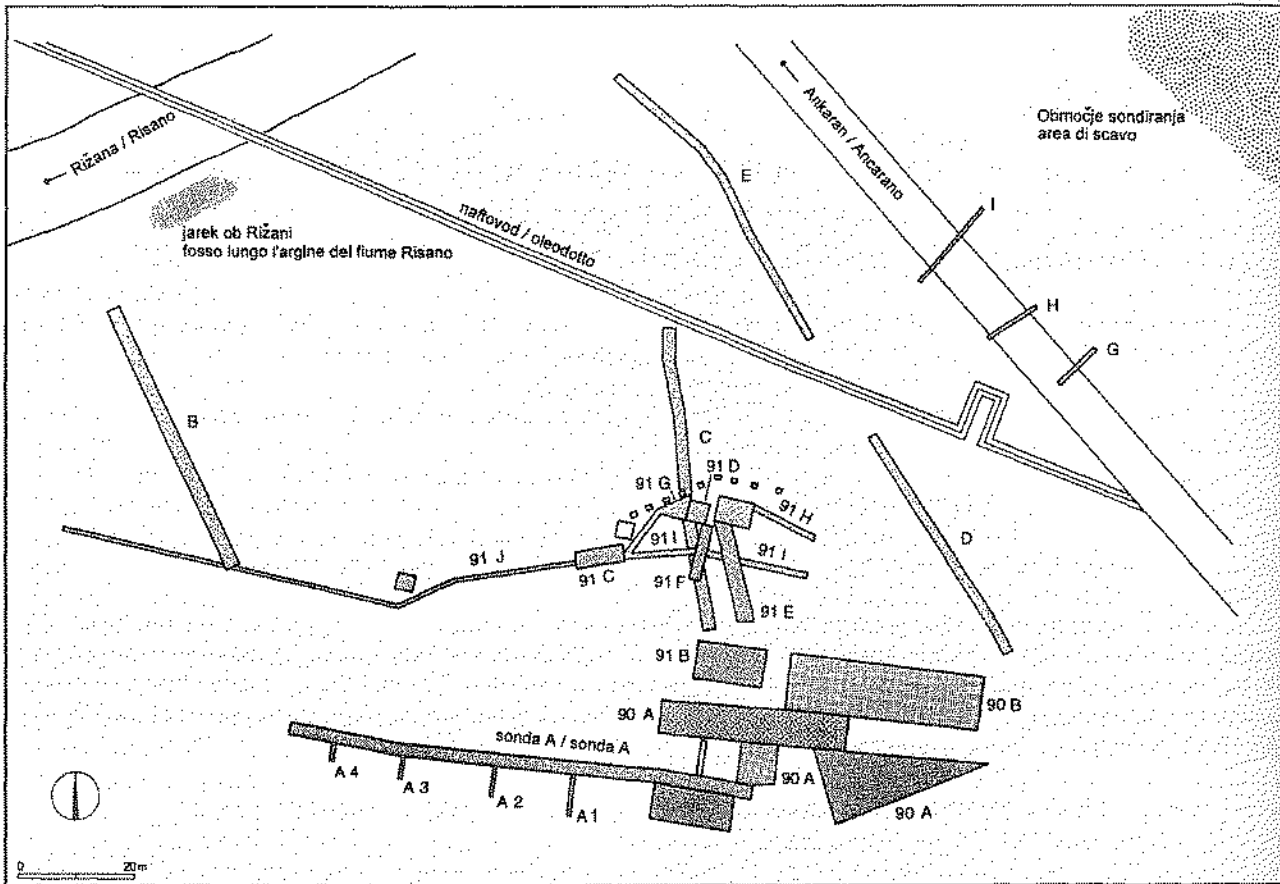 Ankaran / Ancarano
Območje sondiranja
area di scavo
Rižana / Risano
E
I
naftovod / oleodotto
jarek ob Rižani
fosso lungo l'argine del fiume Risano
H
G
B
C
91 D
91 G
91 H
D
91 I
91 I
91 J
91 C
91 F
91 E
91 B
90 B
90 A
sonda A / sonda A
A 4
A 3
A 2
A 1
90 A
90 A
0 20 m